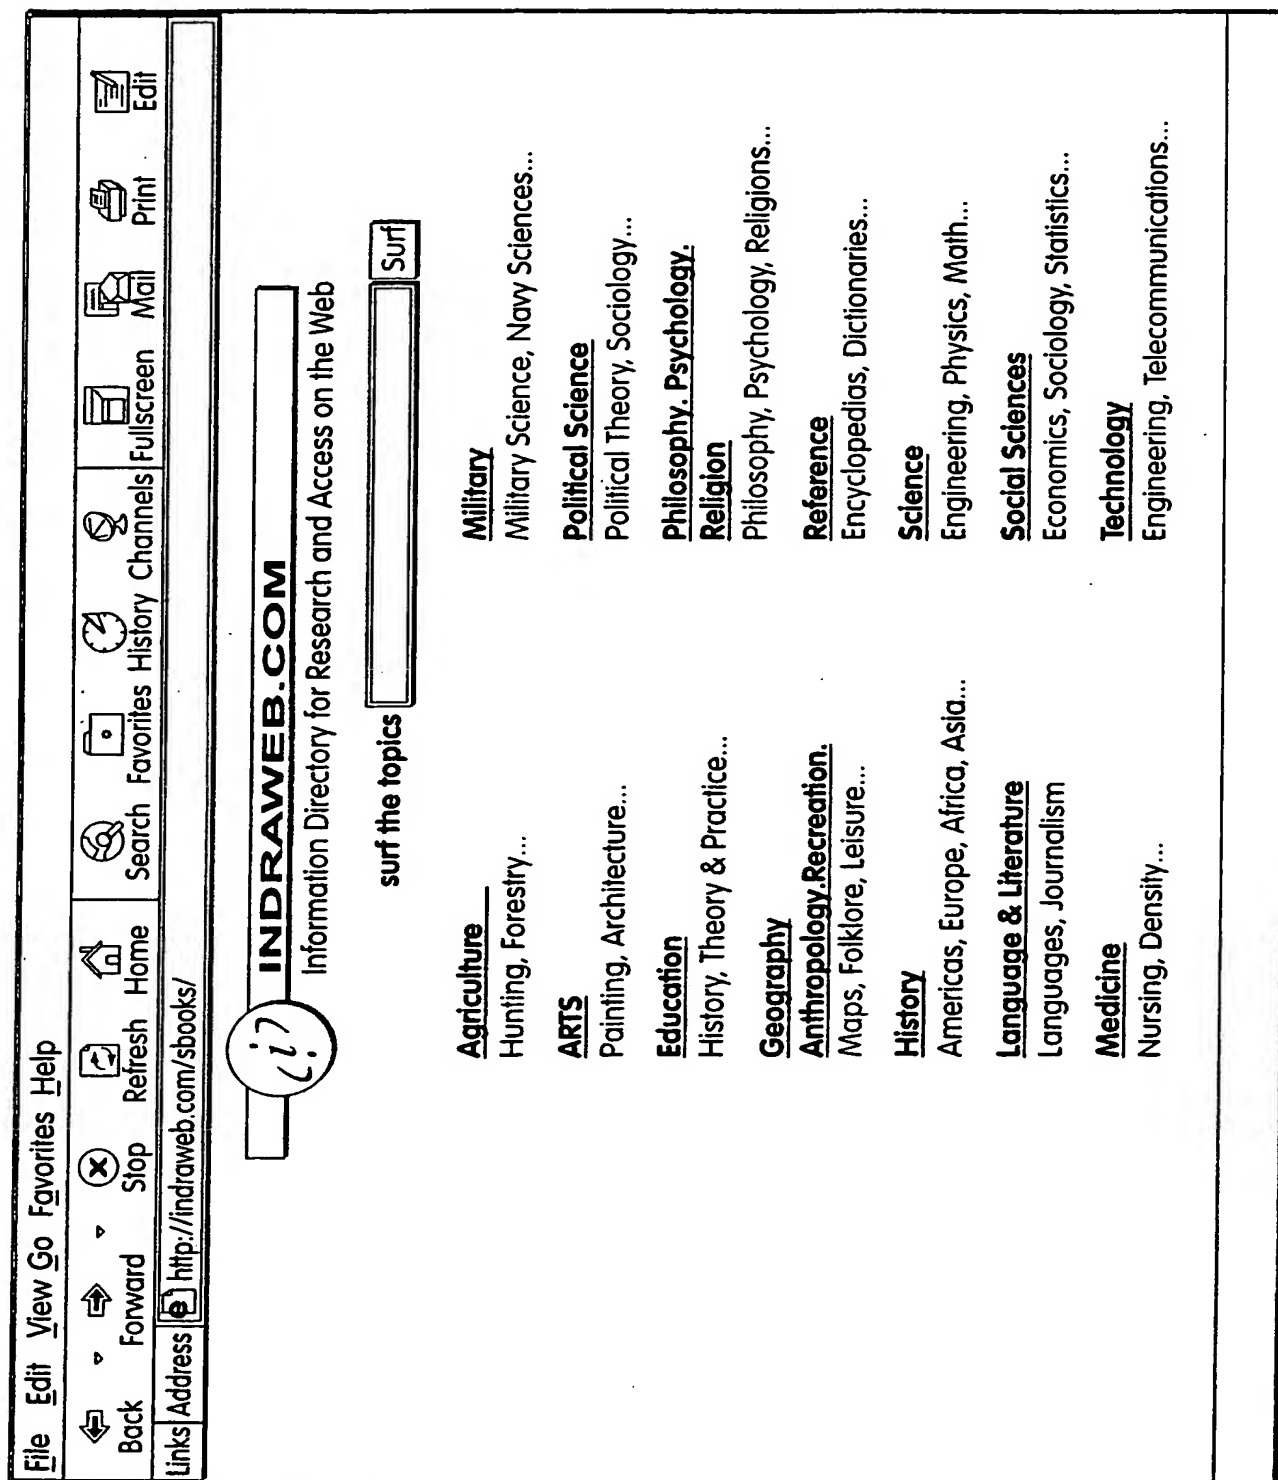 File Edit View Go Favorites Help
Back Forward Stop Refresh Home Search Favorites History Channels Fullscreen Mail Print Edit
Links Address http://indraweb.com/sbooks/
INDRAWEB.COM
Information Directory for Research and Access on the Web
surf the topics Surf
Agriculture
Hunting, Forestry...
ARTS
Painting, Architecture...
Education
History, Theory & Practice...
Geography
Anthropology.Recreation.
Maps, Folklore, Leisure...
History
Americas, Europe, Africa, Asia...
Language & Literature
Languages, Journalism
Medicine
Nursing, Density...
Military
Military Science, Navy Sciences...
Political Science
Political Theory, Sociology...
Philosophy. Psychology.
Religion
Philosophy, Psychology, Religions...
Reference
Encyclopedias, Dictionaries...
Science
Engineering, Physics, Math...
Social Sciences
Economics, Sociology, Statistics...
Technology
Engineering, Telecommunications...